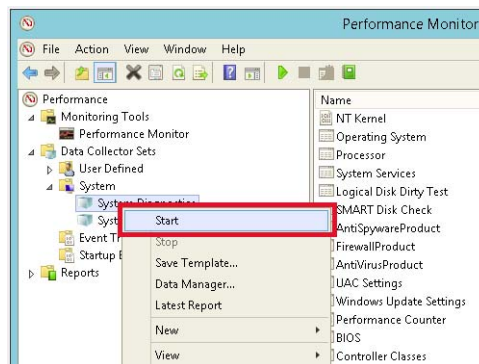 Performance Monitor
File Action View Window Help
Performance
Monitoring Tools
Performance Monitor
Data Collector Sets
User Defined
System
System Diagnostics
Syst
Event T
Startup E
Reports
Start
Stop
Save Template...
Data Manager...
Latest Report
New
View
Name
NT Kernel
Operating System
Processor
System Services
Logical Disk Dirty Test
SMART Disk Check
AntiSpywareProduct
FirewallProduct
AntiVirusProduct
UAC Settings
Windows Update Settings
Performance Counter
BIOS
Controller Classes